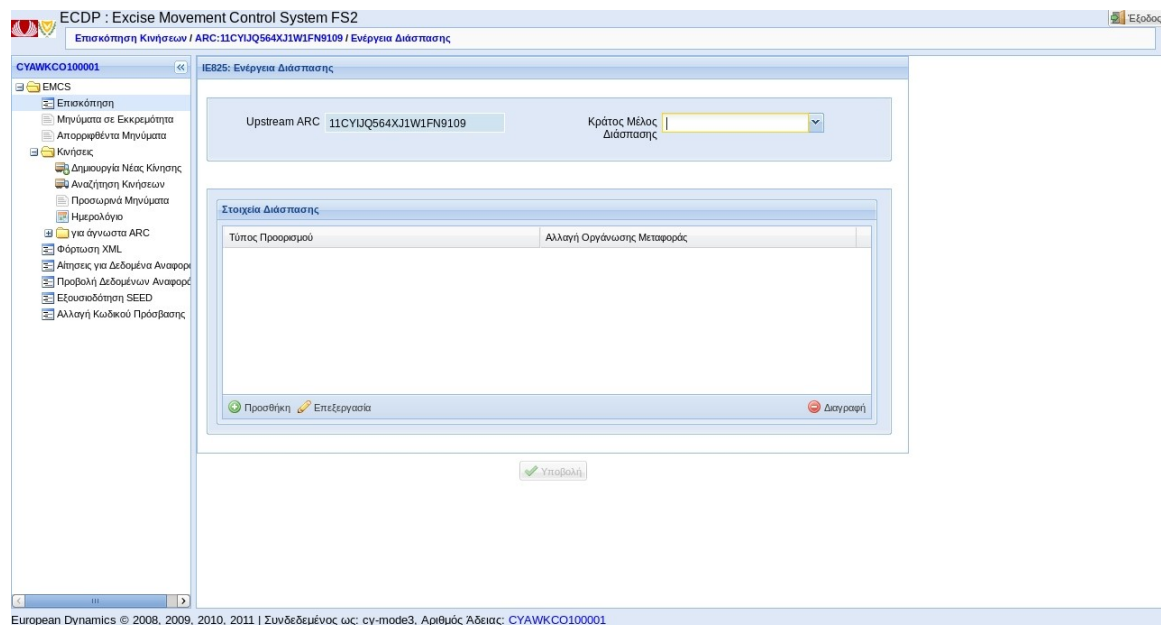 ECDP : Excise Movement Control System FS2
Έξοδος
Επισκόπηση Κινήσεων / ARC:11CYIJQ564XJ1W1FN9109 / Ενέργεια Διάσπασης
CYAWKCO100001
IE825: Ενέργεια Διάσπασης
EMCS
Επισκόπηση
Μηνύματα σε Εκκρεμότητα
Απορριφθέντα Μηνύματα
Κινήσεις
Δημιουργία Νέας Κίνησης
Αναζήτηση Κινήσεων
Προσωρινά Μηνύματα
Ημερολόγιο
για άγνωστα ARC
Φόρτωση XML
Αίτησεις για Δεδομένα Αναφορ
Προβολή Δεδομένων Αναφορ
Εξουσιοδότηση SEED
Αλλαγή Κωδικού Πρόσβασης
Upstream ARC 11CYIJQ564XJ1W1FN9109
Κράτος Μέλος
Διάσπασης
Στοιχεία Διάσπασης
Τύπος Προορισμού Αλλαγή Οργάνωσης Μεταφοράς
Προσθήκη Επεξεργασία Διαγραφή
Υποβολή
European Dynamics © 2008, 2009, 2010, 2011 | Συνδεδεμένος ως: cy-mode3, Αριθμός Άδειας: CYAWKCO100001